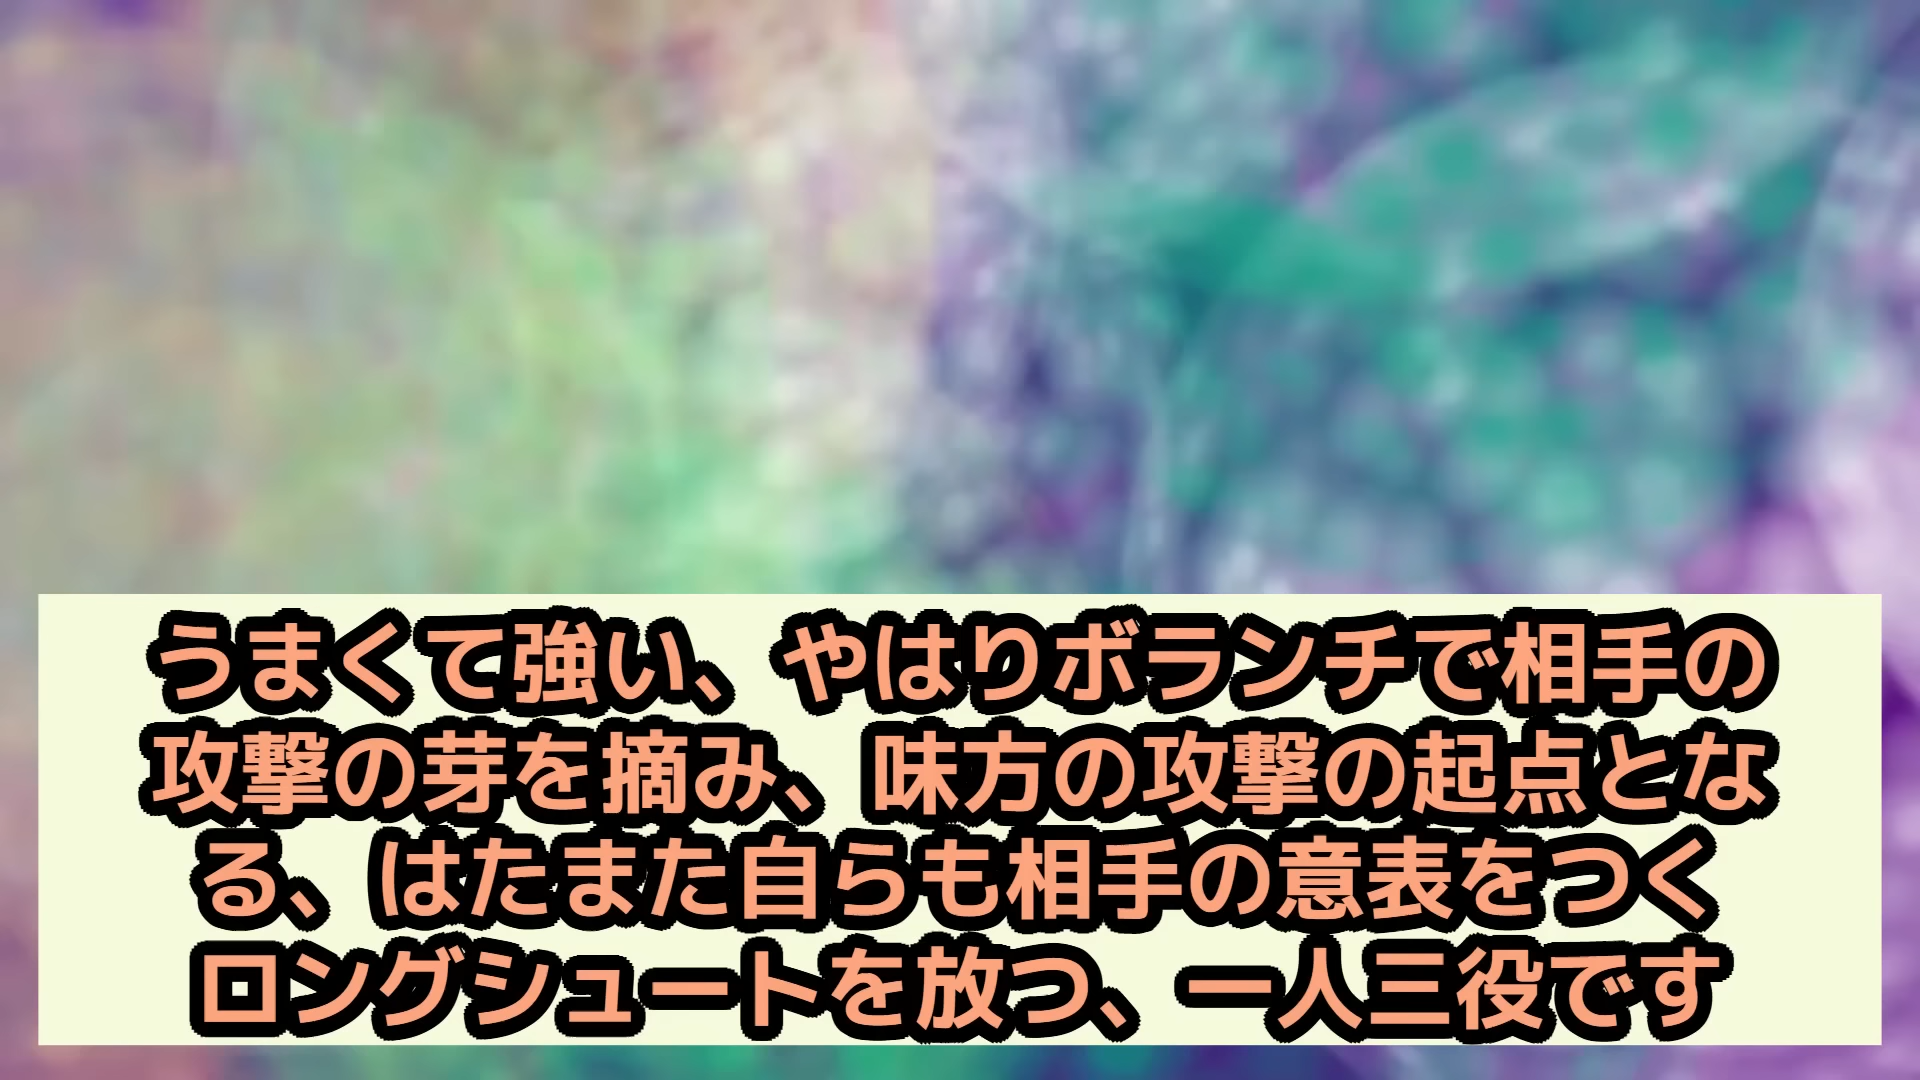 うまくて強い、やはりボランチで相手の
攻撃の芽を摘み、味方の攻撃の起点とな
る、はたまた自らも相手の意表をつく
ロングシュートを放つ、一人三役です